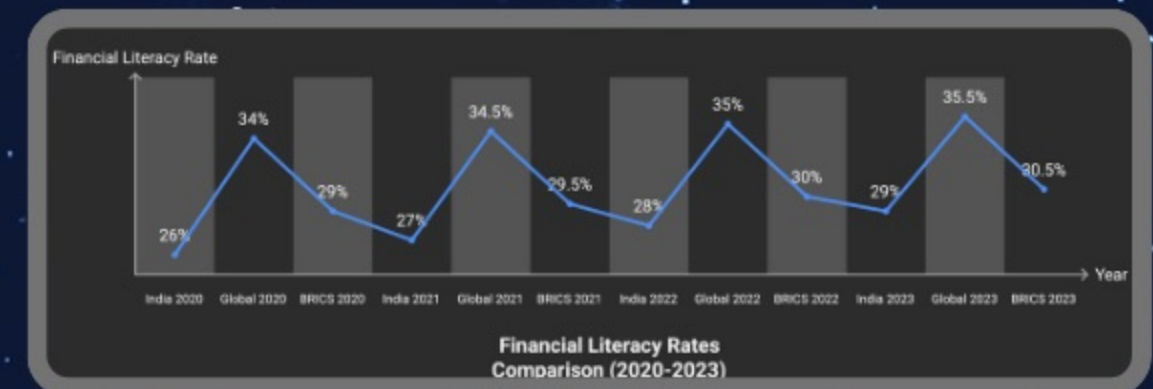 Financial Literacy Rate
34%
34.5%
35%
35.5%
29%
29.5%
30%
29%
30.5%
26%
27%
28%
Year
India 2020
Global 2020
BRICS 2020
India 2021
Global 2021
BRICS 2021
India 2022
Global 2022
BRICS 2022
India 2023
Global 2023
BRICS 2023
Financial Literacy Rates
Comparison (2020-2023)